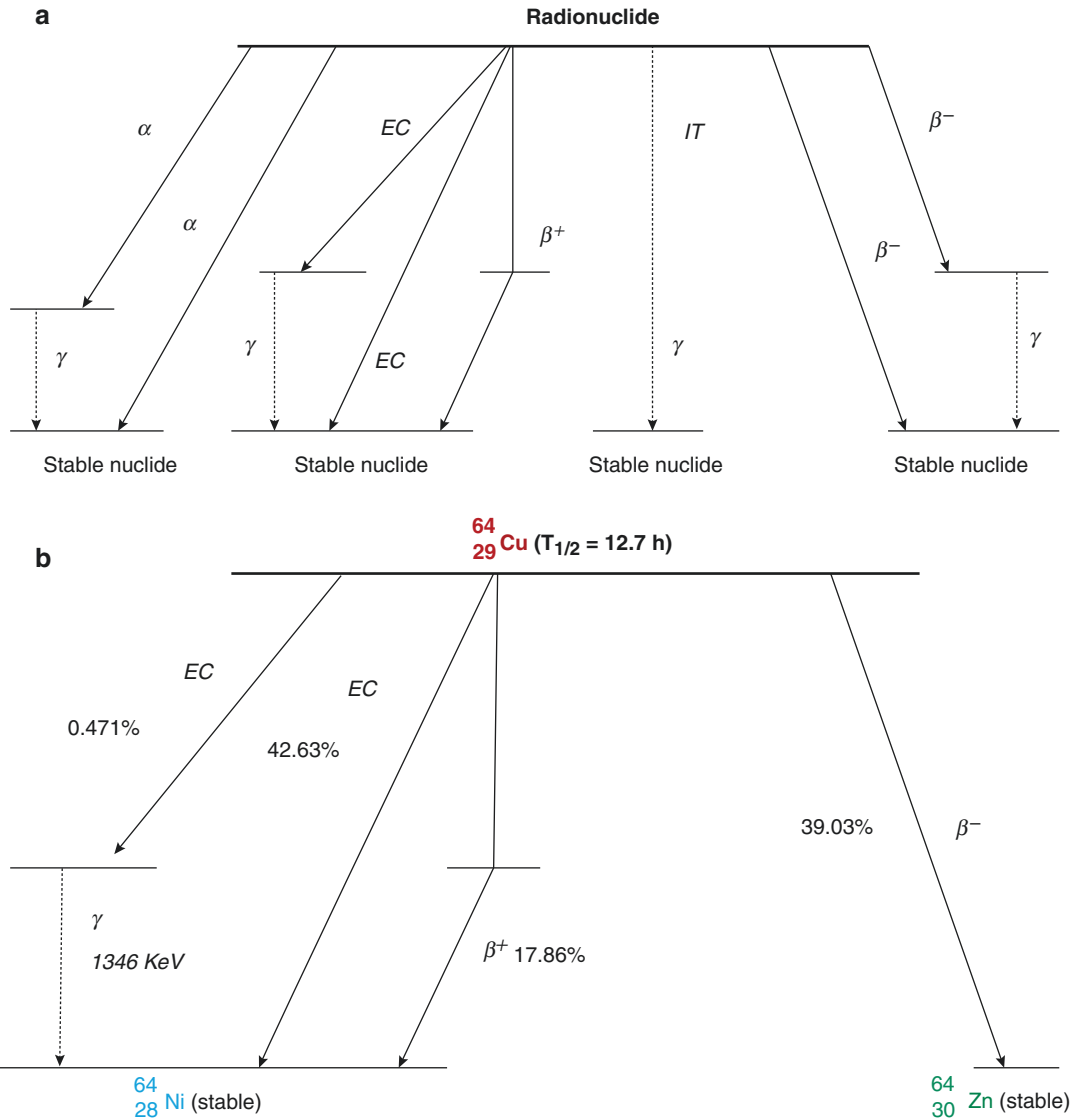 a
Radionuclide
α
α
EC
IT
β−
β+
β−
γ
γ
EC
γ
γ
Stable nuclide
Stable nuclide
Stable nuclide
Stable nuclide
b
64
29 Cu (T1/2 = 12.7 h)
EC
EC
0.471%
42.63%
39.03%
β−
γ
β+ 17.86%
1346 KeV
64
28 Ni (stable)
64
30 Zn (stable)